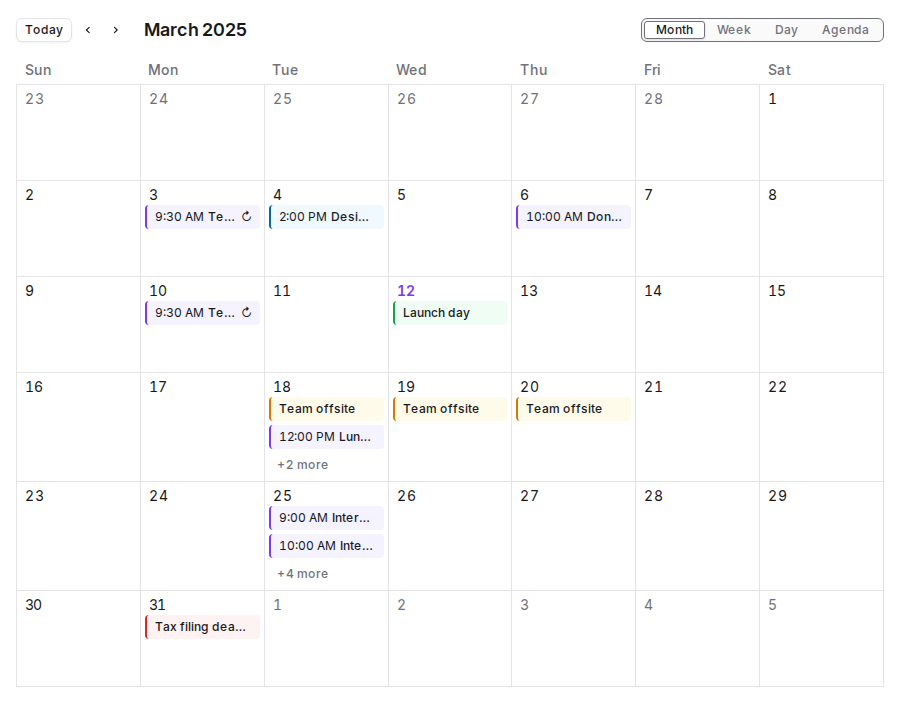 Today ‹ › March 2025 Month Week Day Agenda
Sun Mon Tue Wed Thu Fri Sat
23 24 25 26 27 28 1
2 3 4 5 6 7 8
9:30 AM Te... ↻ 2:00 PM Desi... 10:00 AM Don...
9 10 11 12 13 14 15
9:30 AM Te... ↻ Launch day
16 17 18 19 20 21 22
Team offsite Team offsite Team offsite
12:00 PM Lun...
+2 more
23 24 25 26 27 28 29
9:00 AM Inter...
10:00 AM Inte...
+4 more
30 31 1 2 3 4 5
Tax filing dea...